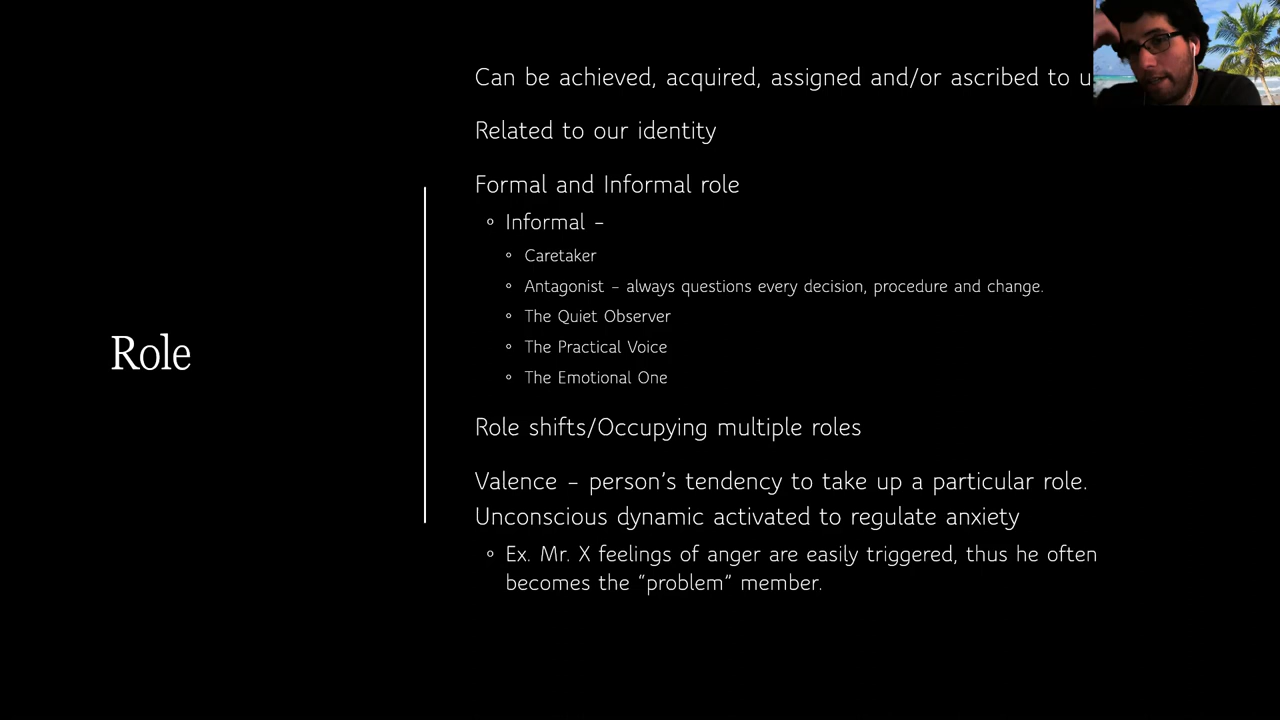 Can be achieved, acquired, assigned and/or ascribed to u
Related to our identity
Formal and Informal role
Informal –
Caretaker
Antagonist – always questions every decision, procedure and change.
The Quiet Observer
The Practical Voice
The Emotional One
Role
Role shifts/Occupying multiple roles
Valence – person’s tendency to take up a particular role.
Unconscious dynamic activated to regulate anxiety
Ex. Mr. X feelings of anger are easily triggered, thus he often
becomes the “problem” member.